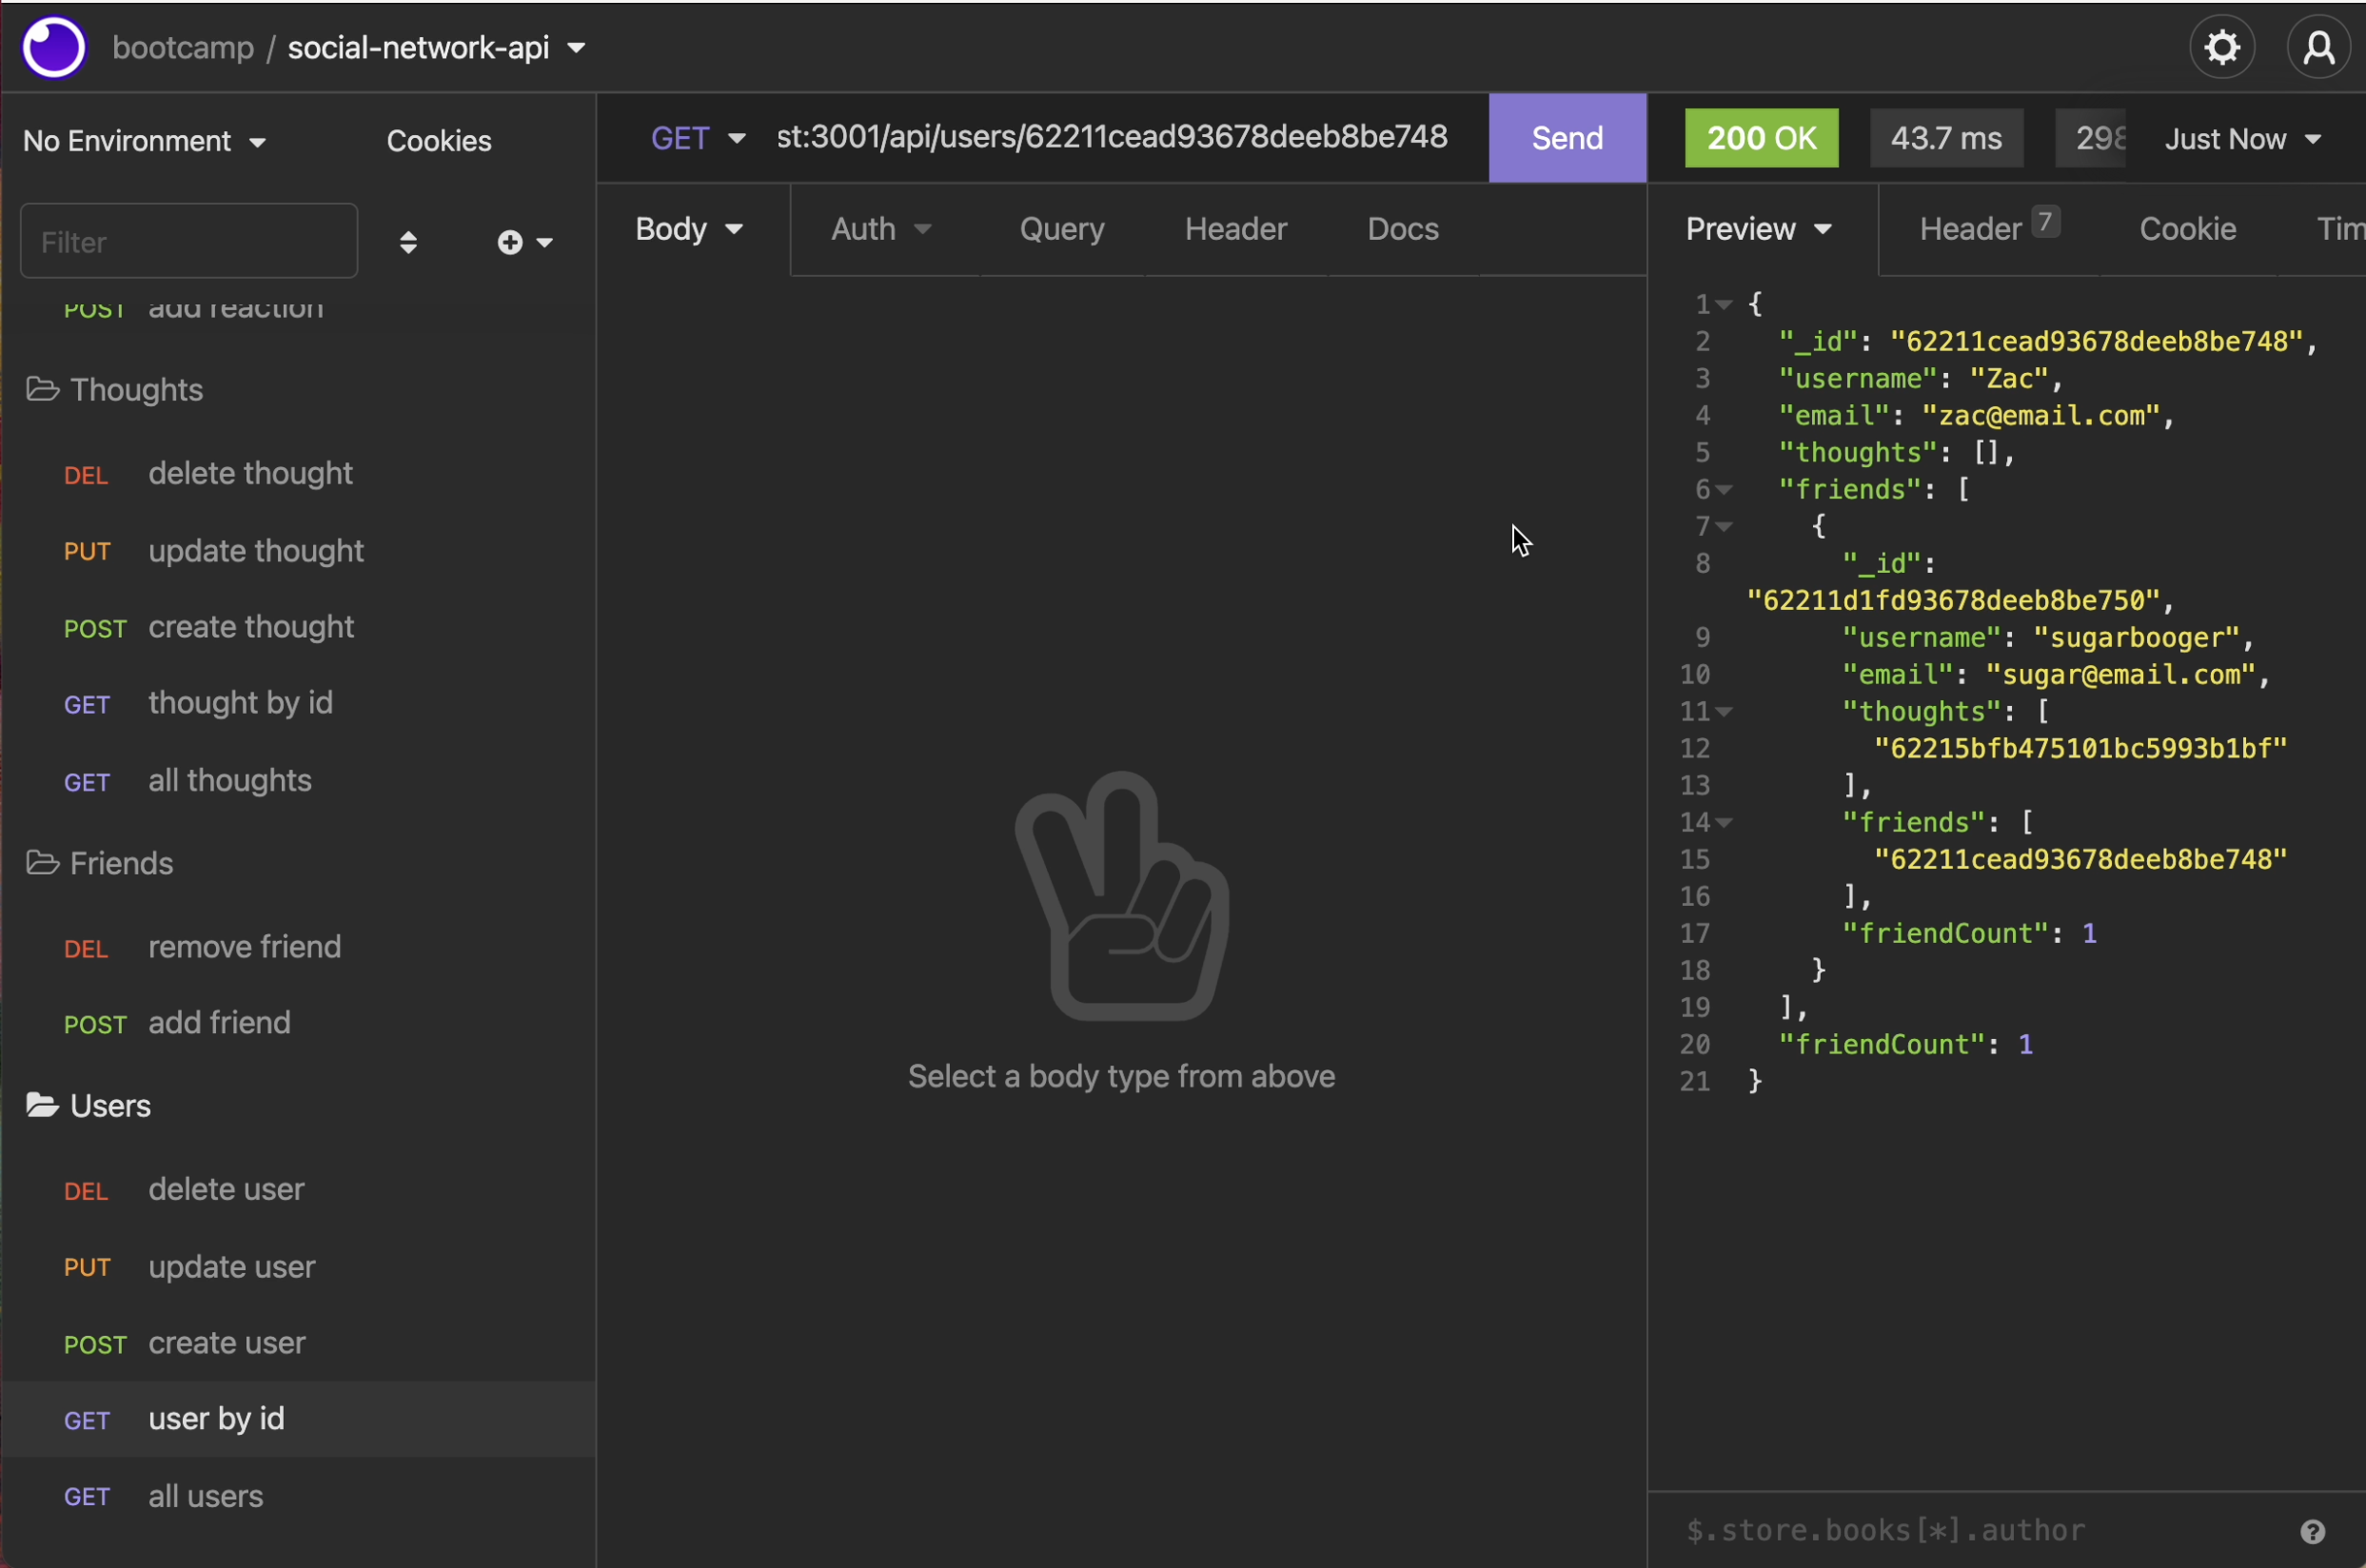 bootcamp / social-network-api
No Environment
Cookies
GET st:3001/api/users/62211cead93678deeb8be748
Send
200 OK
43.7 ms
298
Just Now
Filter
Body
Auth
Query
Header
Docs
Preview
Header 7
Cookie
Tim
POST add reaction
Thoughts
DEL delete thought
PUT update thought
POST create thought
GET thought by id
GET all thoughts
Friends
DEL remove friend
POST add friend
Users
DEL delete user
PUT update user
POST create user
GET user by id
GET all users
Select a body type from above
1 {
2 "_id": "62211cead93678deeb8be748",
3 "username": "Zac",
4 "email": "zac@email.com",
5 "thoughts": [],
6 "friends": [
7 {
8 "_id":
"62211d1fd93678deeb8be750",
9 "username": "sugarbooger",
10 "email": "sugar@email.com",
11 "thoughts": [
12 "62215bfb475101bc5993b1bf"
13 ],
14 "friends": [
15 "62211cead93678deeb8be748"
16 ],
17 "friendCount": 1
18 }
19 ],
20 "friendCount": 1
21 }
$.store.books[*].author